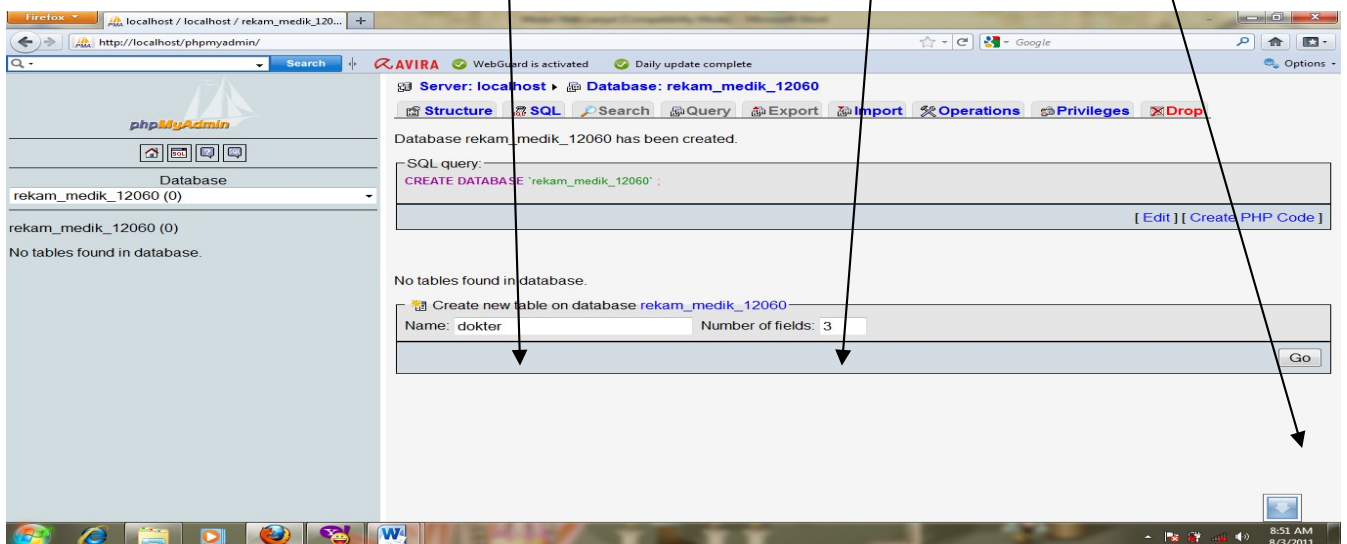 Firefox
localhost / localhost / rekam_medik_120...
http://localhost/phpmyadmin/
Google
Search
AVIRA WebGuard is activated Daily update complete
Options
phpMyAdmin
SQL
Database
rekam_medik_12060 (0)
rekam_medik_12060 (0)
No tables found in database.
Server: localhost Database: rekam_medik_12060
Structure SQL Search Query Export Import Operations Privileges Drop
Database rekam_medik_12060 has been created.
SQL query:
CREATE DATABASE `rekam_medik_12060` ;
[ Edit ] [ Create PHP Code ]
No tables found in database.
Create new table on database rekam_medik_12060
Name: dokter Number of fields: 3
Go
8:51 AM
8/3/2011